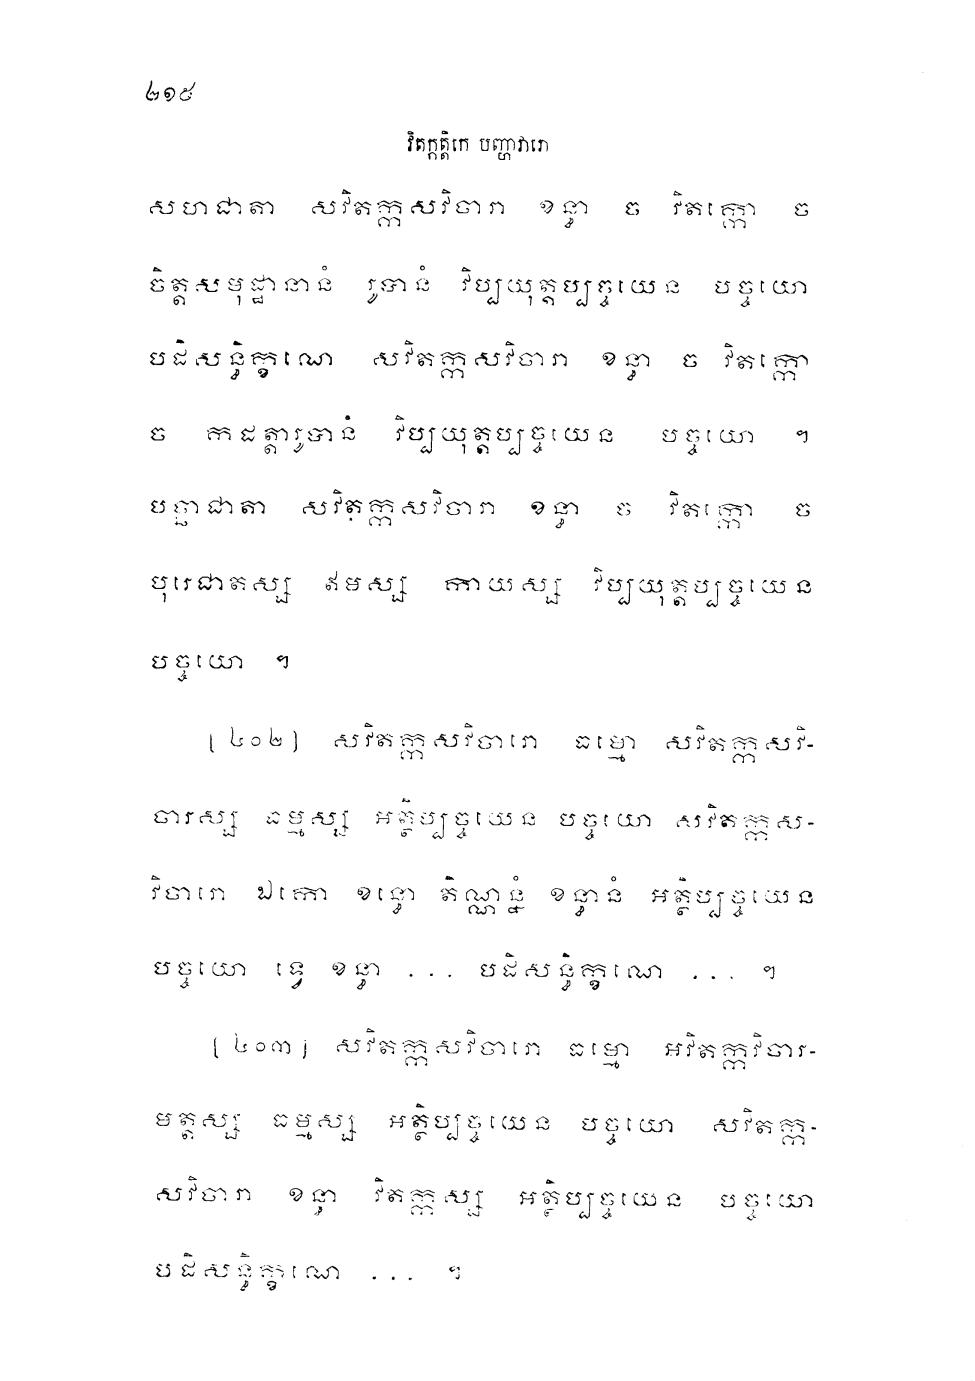 ២១៥
វិតក្កត្តិកេ បញ្ហាវារោ
សហជាតា សវិតក្កសវិចារា ខន្ធា ច វិតក្កោ ច
ចិត្តសមុដ្ឋានានំ រូបានំ វិប្បយុត្តប្បច្ចយេន បច្ចយោ
បដិសន្ធិក្ខណេ សវិតក្កសវិចារា ខន្ធា ច វិតក្កោ
ច កដត្តារូបានំ វិប្បយុត្តប្បច្ចយេន បច្ចយោ ។
បច្ឆាជាតា សវិតក្កសវិចារា ខន្ធា ច វិតក្កោ ច
បុរេជាតស្ស ឥមស្ស កាយស្ស វិប្បយុត្តប្បច្ចយេន
បច្ចយោ ។
[៤០២] សវិតក្កសវិចារោ ធម្មោ សវិតក្កសវិ-
ចារស្ស ធម្មស្ស អត្ថិប្បច្ចយេន បច្ចយោ សវិតក្កស-
វិចារោ ឯកោ ខន្ធោ តិណ្ណន្នំ ខន្ធានំ អត្ថិប្បច្ចយេន
បច្ចយោ ទ្វេ ខន្ធា ... បដិសន្ធិក្ខណេ ... ។
[៤០៣] សវិតក្កសវិចារោ ធម្មោ អវិតក្កវិចារ-
មត្តស្ស ធម្មស្ស អត្ថិប្បច្ចយេន បច្ចយោ សវិតក្ក-
សវិចារា ខន្ធា វិតក្កស្ស អត្ថិប្បច្ចយេន បច្ចយោ
បដិសន្ធិក្ខណេ ... ។